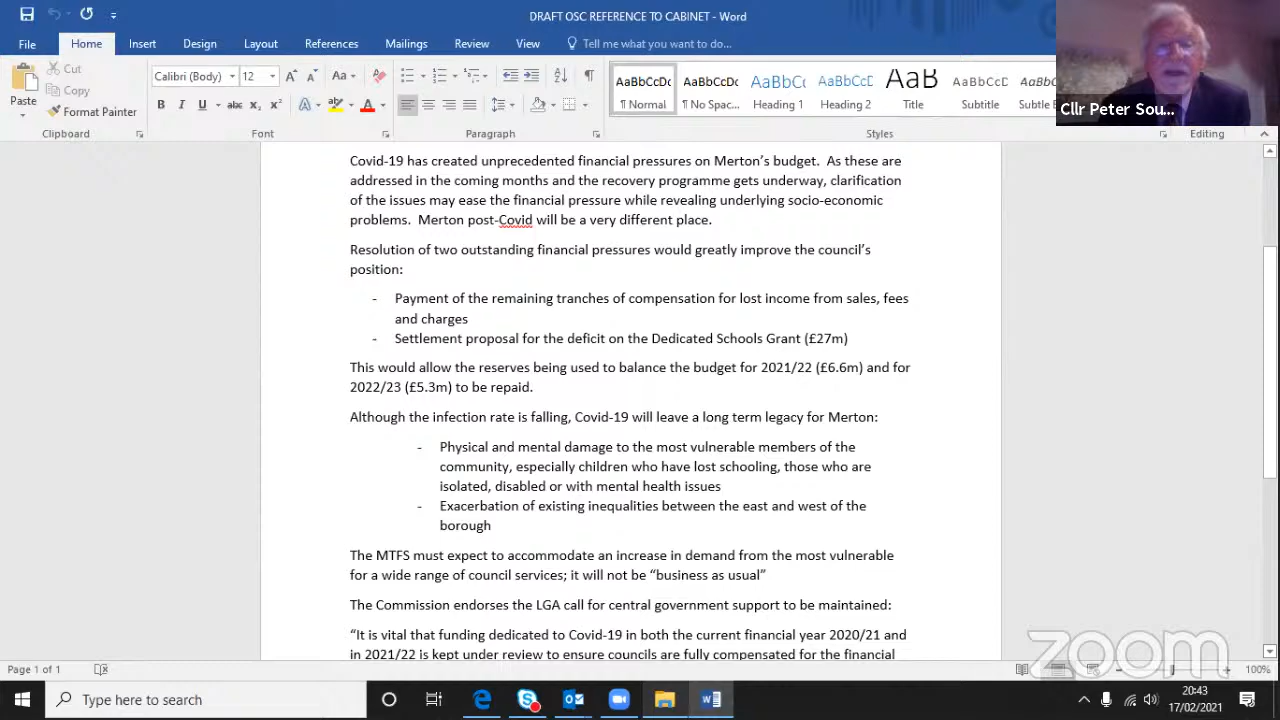 DRAFT OSC REFERENCE TO CABINET - Word
File Home Insert Design Layout References Mailings Review View Tell me what you want to do...
Cut
Copy
Format Painter
Paste
Calibri (Body) 12
Clipboard Font Paragraph Styles Editing
AaBbCcDc AaBbCcDc AaBbCc AaBbCcD AaB AaBbCcD AaBbCcD
¶ Normal ¶ No Spac... Heading 1 Heading 2 Title Subtitle Subtle E
Cllr Peter Sou...
Covid-19 has created unprecedented financial pressures on Merton's budget. As these are
addressed in the coming months and the recovery programme gets underway, clarification
of the issues may ease the financial pressure while revealing underlying socio-economic
problems. Merton post-Covid will be a very different place.
Resolution of two outstanding financial pressures would greatly improve the council's
position:
- Payment of the remaining tranches of compensation for lost income from sales, fees
and charges
- Settlement proposal for the deficit on the Dedicated Schools Grant (£27m)
This would allow the reserves being used to balance the budget for 2021/22 (£6.6m) and for
2022/23 (£5.3m) to be repaid.
Although the infection rate is falling, Covid-19 will leave a long term legacy for Merton:
- Physical and mental damage to the most vulnerable members of the
community, especially children who have lost schooling, those who are
isolated, disabled or with mental health issues
- Exacerbation of existing inequalities between the east and west of the
borough
The MTFS must expect to accommodate an increase in demand from the most vulnerable
for a wide range of council services; it will not be "business as usual"
The Commission endorses the LGA call for central government support to be maintained:
"It is vital that funding dedicated to Covid-19 in both the current financial year 2020/21 and
in 2021/22 is kept under review to ensure councils are fully compensated for the financial
zoom
Page 1 of 1
100%
Type here to search
20:43
17/02/2021